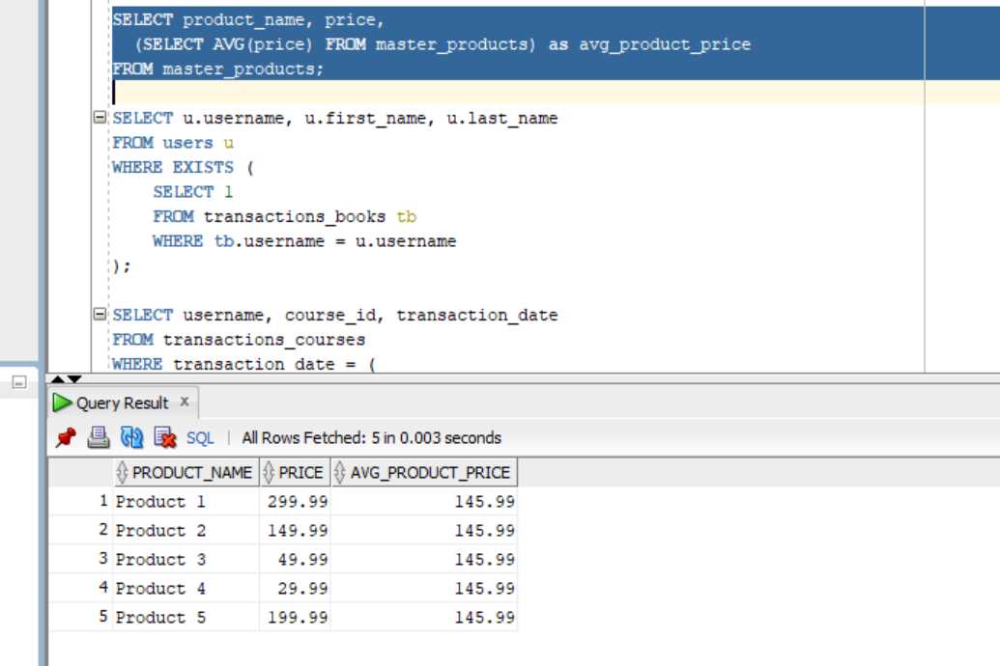 SELECT product_name, price,
(SELECT AVG(price) FROM master_products) as avg_product_price
FROM master_products;
SELECT u.username, u.first_name, u.last_name
FROM users u
WHERE EXISTS (
SELECT 1
FROM transactions_books tb
WHERE tb.username = u.username
);
SELECT username, course_id, transaction_date
FROM transactions_courses
WHERE transaction_date = (
Query Result x
SQL | All Rows Fetched: 5 in 0.003 seconds
PRODUCT_NAME PRICE AVG_PRODUCT_PRICE
1 Product 1 299.99 145.99
2 Product 2 149.99 145.99
3 Product 3 49.99 145.99
4 Product 4 29.99 145.99
5 Product 5 199.99 145.99